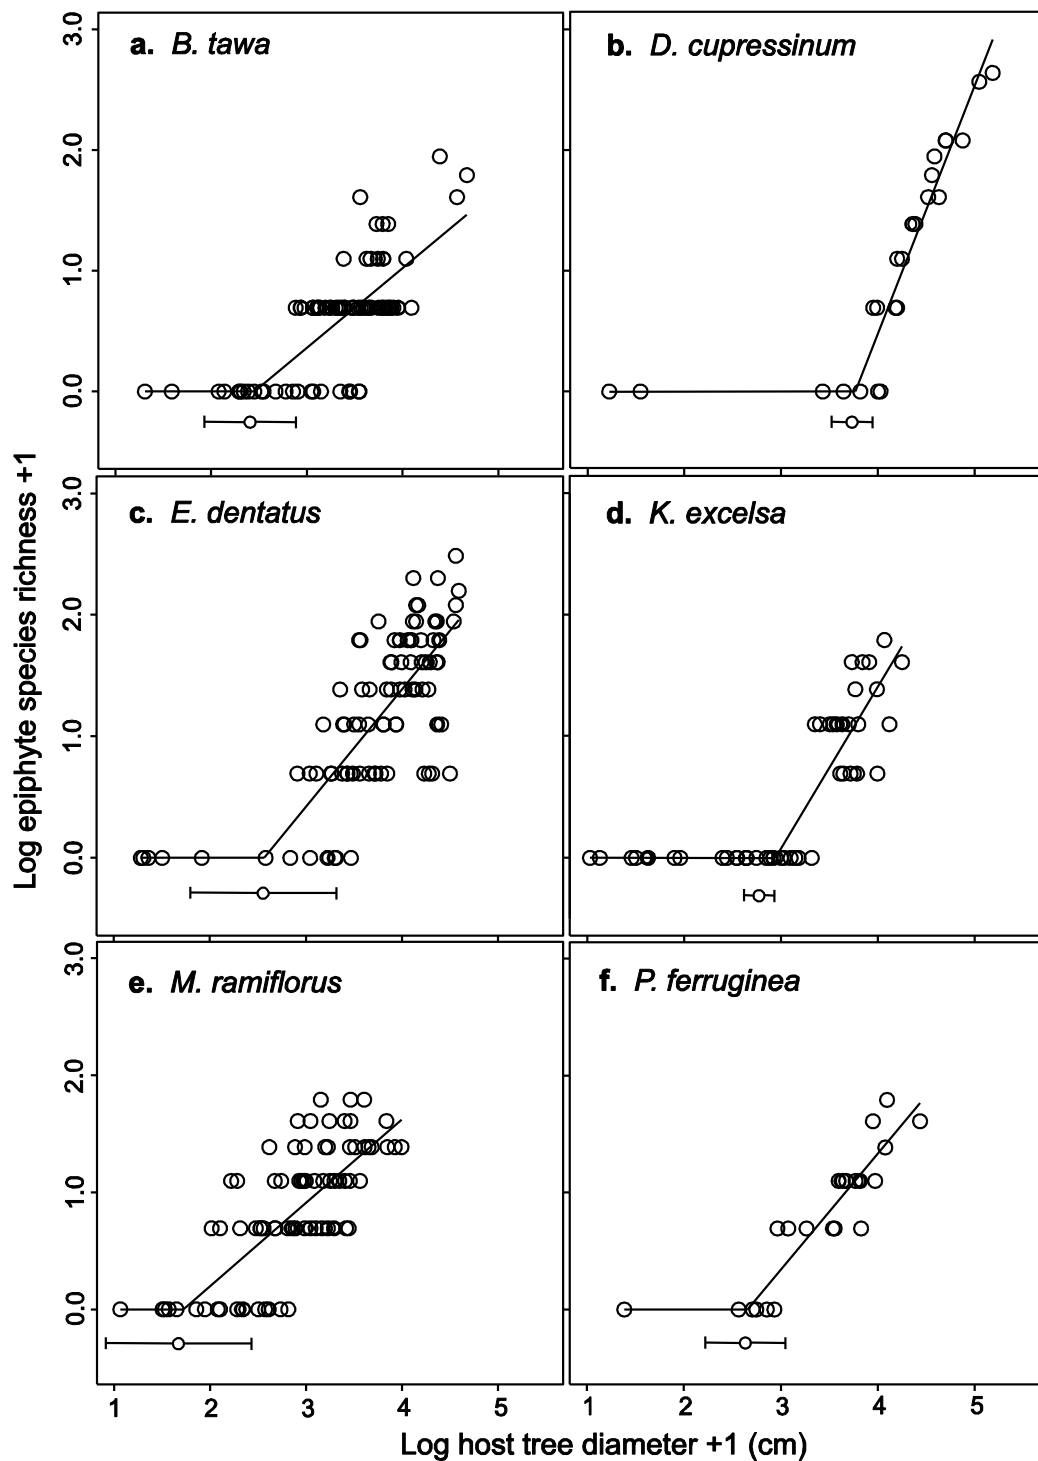 a. B. tawa
b. D. cupressinum
3.0
2.0
1.0
0.0
c. E. dentatus
d. K. excelsa
3.0
2.0
1.0
0.0
e. M. ramiflorus
f. P. ferruginea
3.0
2.0
1.0
0.0
Log epiphyte species richness +1
1 2 3 4 5 1 2 3 4 5
Log host tree diameter +1 (cm)